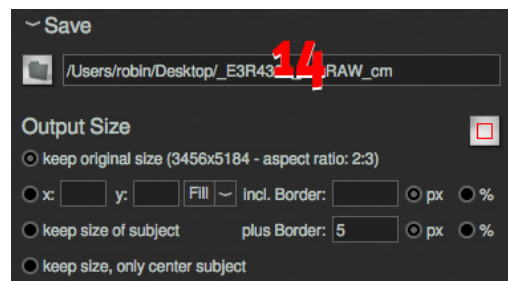 Save
14
/Users/robin/Desktop/_E3R43 RAW_cm
Output Size
keep original size (3456x5184 - aspect ratio: 2:3)
x: y: Fill incl. Border: px %
keep size of subject plus Border: 5 px %
keep size, only center subject